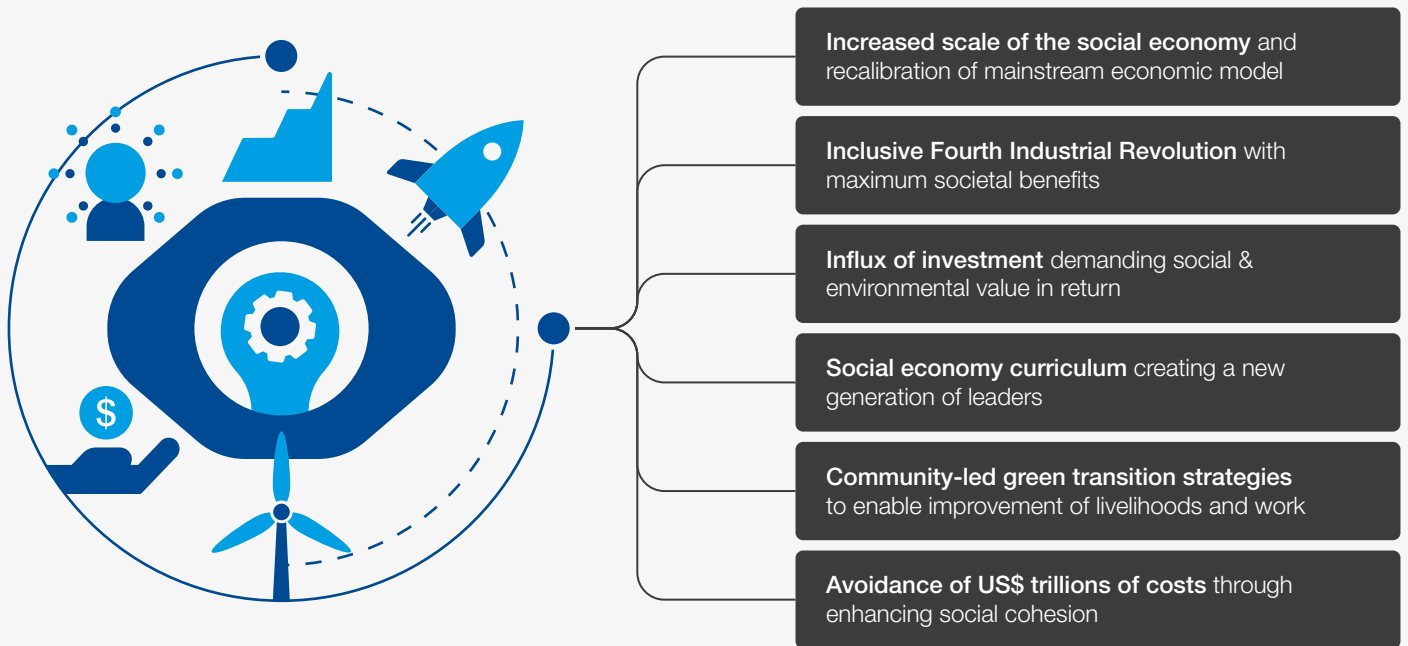 $
Increased scale of the social economy and
recalibration of mainstream economic model
Inclusive Fourth Industrial Revolution with
maximum societal benefits
Influx of investment demanding social &
environmental value in return
Social economy curriculum creating a new
generation of leaders
Community-led green transition strategies
to enable improvement of livelihoods and work
Avoidance of US$ trillions of costs through
enhancing social cohesion